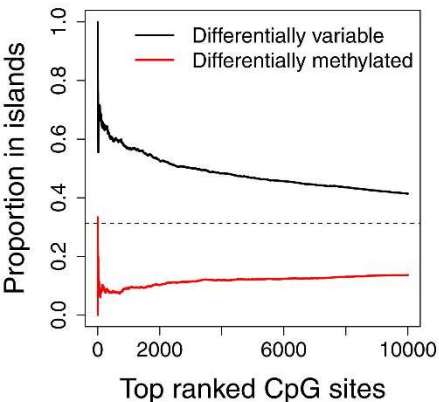 Differentially variable
Differentially methylated
Proportion in islands
1.0
0.8
0.6
0.4
0.2
0.0
0 2000 6000 10000
Top ranked CpG sites